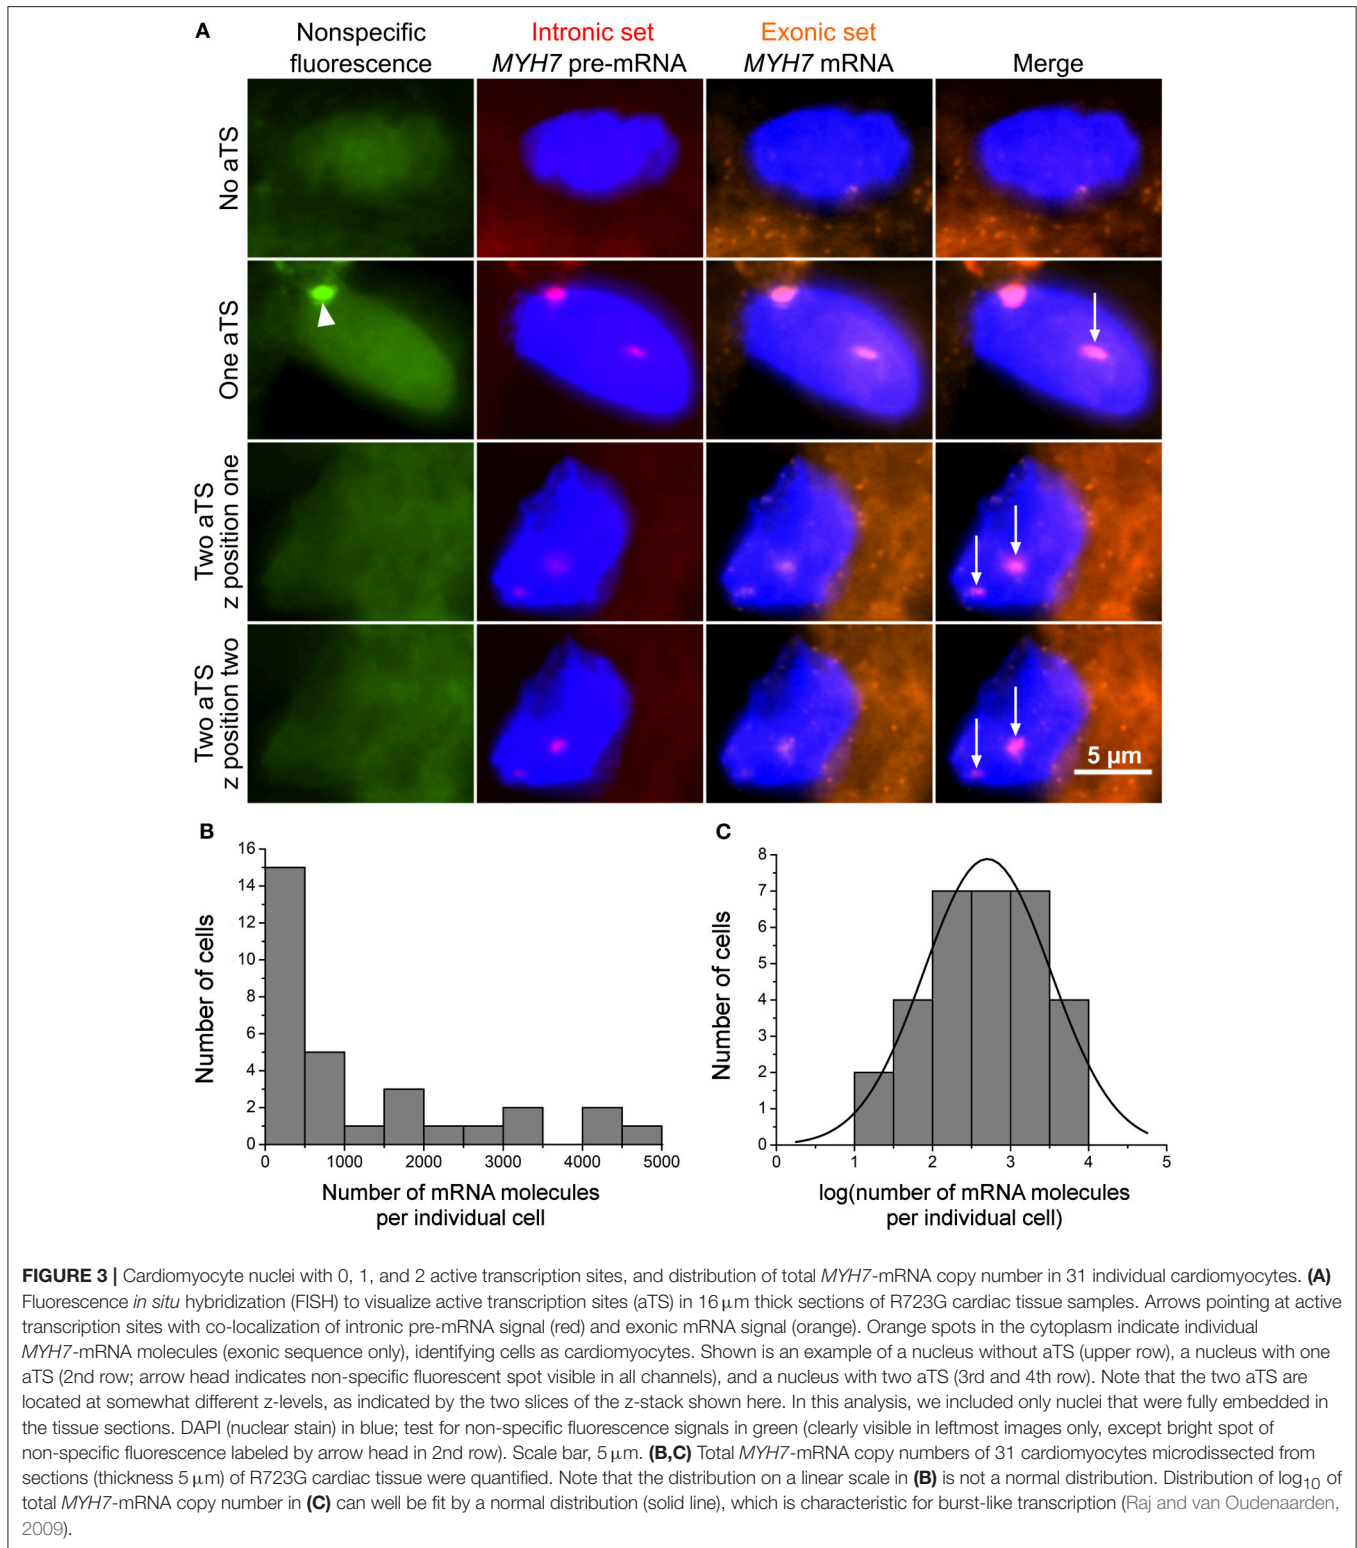 A
Nonspecific
fluorescence
Intronic set
MYH7 pre-mRNA
Exonic set
MYH7 mRNA
Merge
No aTS
One aTS
Two aTS
z position one
Two aTS
z position two
5 µm
B
16
14
12
10
8
6
4
2
0
Number of cells
0 1000 2000 3000 4000 5000
Number of mRNA molecules
per individual cell
C
8
7
6
5
4
3
2
1
0
Number of cells
0 1 2 3 4 5
log(number of mRNA molecules
per individual cell)
FIGURE 3 | Cardiomyocyte nuclei with 0, 1, and 2 active transcription sites, and distribution of total MYH7-mRNA copy number in 31 individual cardiomyocytes. (A)
Fluorescence in situ hybridization (FISH) to visualize active transcription sites (aTS) in 16 µm thick sections of R723G cardiac tissue samples. Arrows pointing at active
transcription sites with co-localization of intronic pre-mRNA signal (red) and exonic mRNA signal (orange). Orange spots in the cytoplasm indicate individual
MYH7-mRNA molecules (exonic sequence only), identifying cells as cardiomyocytes. Shown is an example of a nucleus without aTS (upper row), a nucleus with one
aTS (2nd row; arrow head indicates non-specific fluorescent spot visible in all channels), and a nucleus with two aTS (3rd and 4th row). Note that the two aTS are
located at somewhat different z-levels, as indicated by the two slices of the z-stack shown here. In this analysis, we included only nuclei that were fully embedded in
the tissue sections. DAPI (nuclear stain) in blue; test for non-specific fluorescence signals in green (clearly visible in leftmost images only, except bright spot of
non-specific fluorescence labeled by arrow head in 2nd row). Scale bar, 5 µm. (B,C) Total MYH7-mRNA copy numbers of 31 cardiomyocytes microdissected from
sections (thickness 5 µm) of R723G cardiac tissue were quantified. Note that the distribution on a linear scale in (B) is not a normal distribution. Distribution of log10 of
total MYH7-mRNA copy number in (C) can well be fit by a normal distribution (solid line), which is characteristic for burst-like transcription (Raj and van Oudenaarden,
2009).